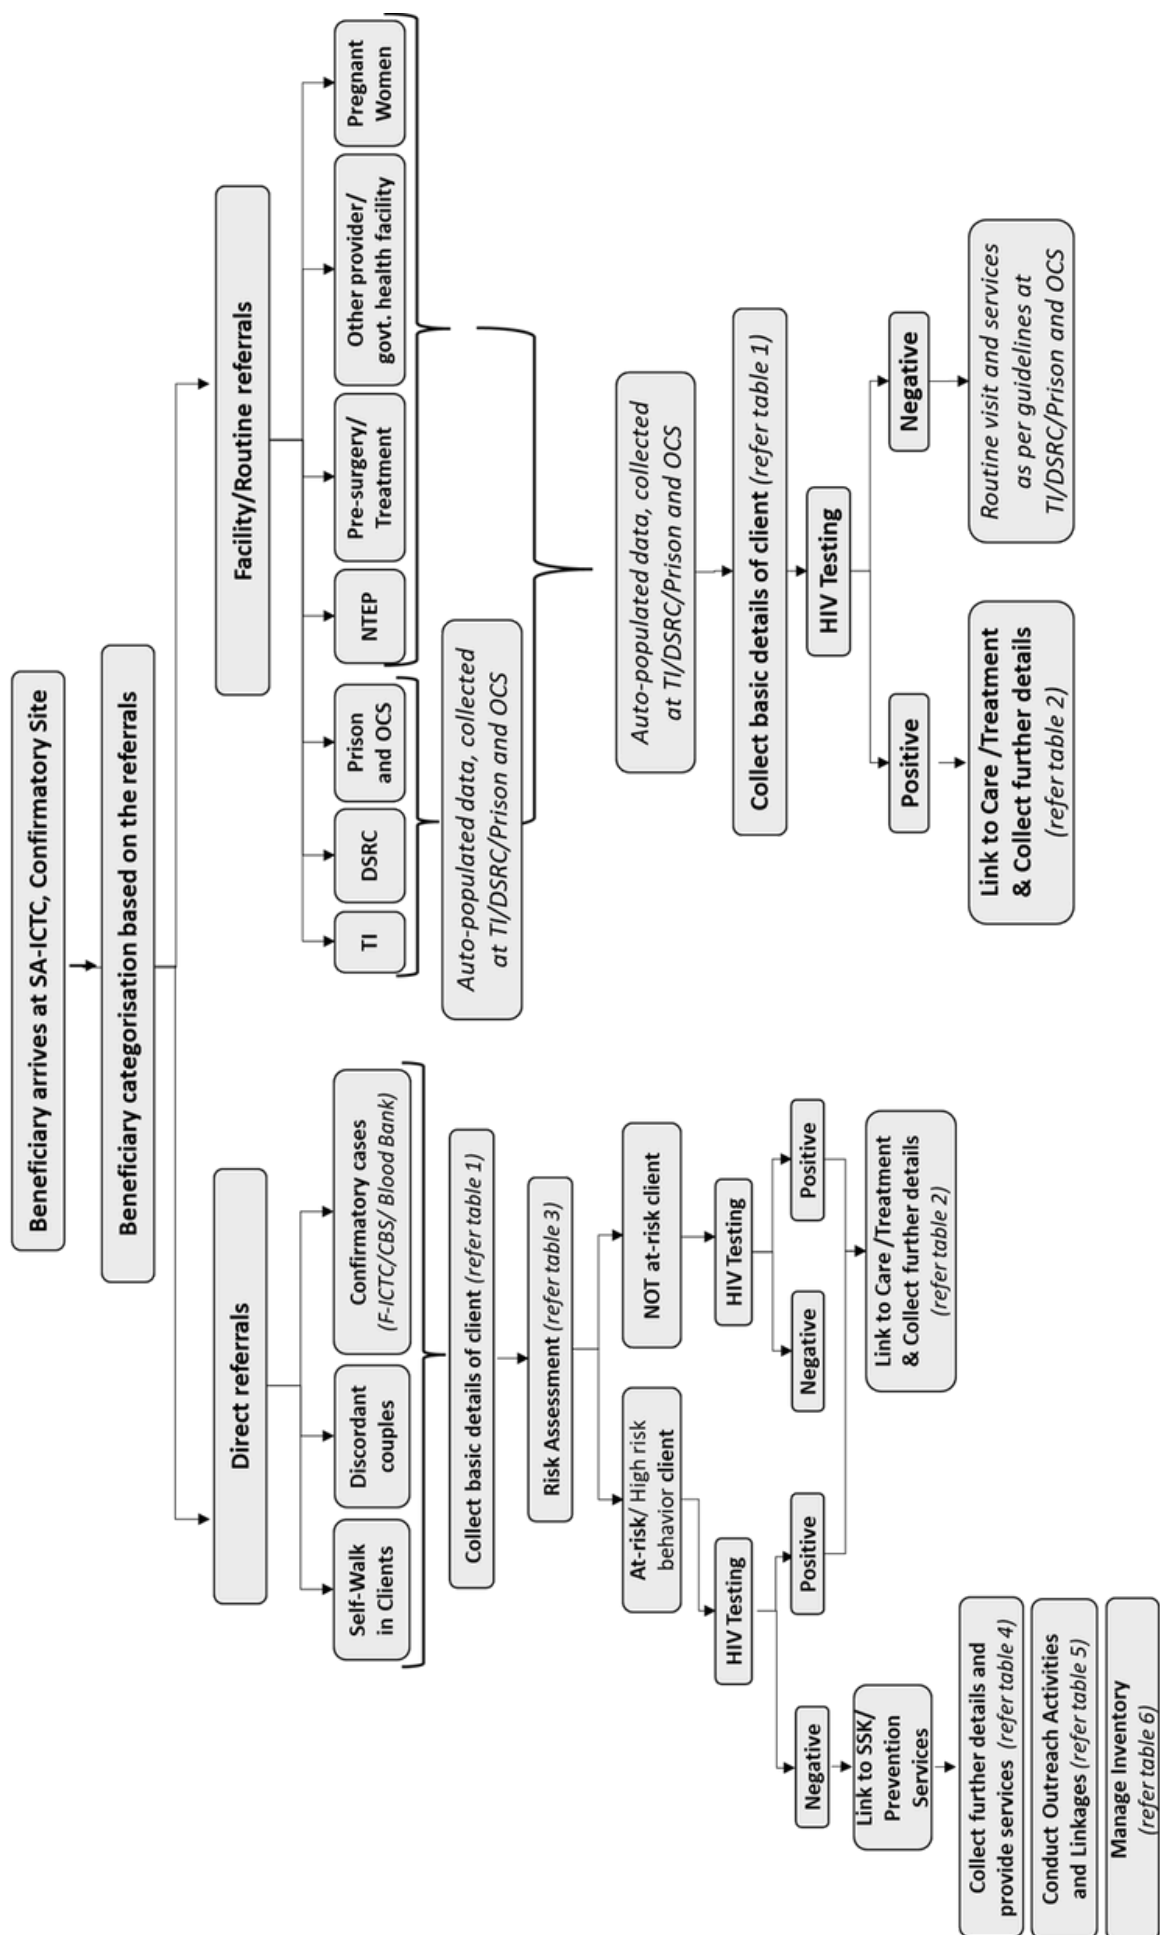 Beneficiary arrives at SA-ICTC, Confirmatory Site
Beneficiary categorisation based on the referrals
Direct referrals
Facility/Routine referrals
Self-Walk
in Clients
Discordant
couples
Confirmatory cases
(F-ICTC/CBS/ Blood Bank)
TI
DSRC
Prison
and OCS
NTEP
Pre-surgery/
Treatment
Other provider/
govt. health facility
Pregnant
Women
Collect basic details of client (refer table 1)
Auto-populated data, collected
at TI/DSRC/Prison and OCS
Risk Assessment (refer table 3)
At-risk/ High risk
behavior client
NOT at-risk client
Auto-populated data, collected
at TI/DSRC/Prison and OCS
HIV Testing
HIV Testing
Collect basic details of client (refer table 1)
Negative
Positive
Negative
Positive
HIV Testing
Link to SSK/
Prevention
Services
Link to Care /Treatment
& Collect further details
(refer table 2)
Positive
Negative
Collect further details and
provide services (refer table 4)
Conduct Outreach Activities
and Linkages (refer table 5)
Manage Inventory
(refer table 6)
Link to Care /Treatment
& Collect further details
(refer table 2)
Routine visit and services
as per guidelines at
TI/DSRC/Prison and OCS